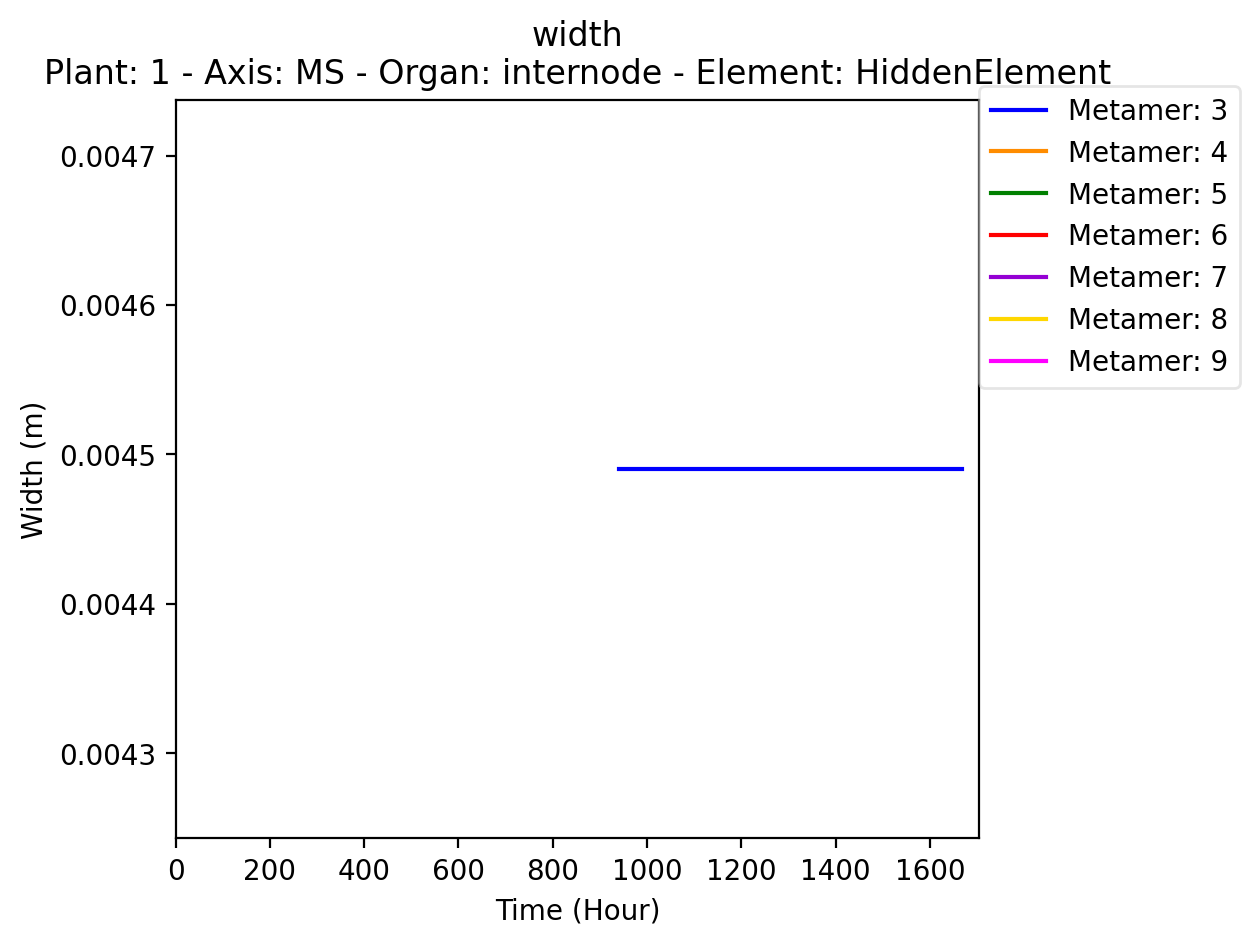 width
Plant: 1 - Axis: MS - Organ: internode - Element: HiddenElement
Metamer: 3
Metamer: 4
Metamer: 5
Metamer: 6
Metamer: 7
Metamer: 8
Metamer: 9
0.0047
0.0046
0.0045
0.0044
0.0043
Width (m)
0 200 400 600 800 1000 1200 1400 1600
Time (Hour)